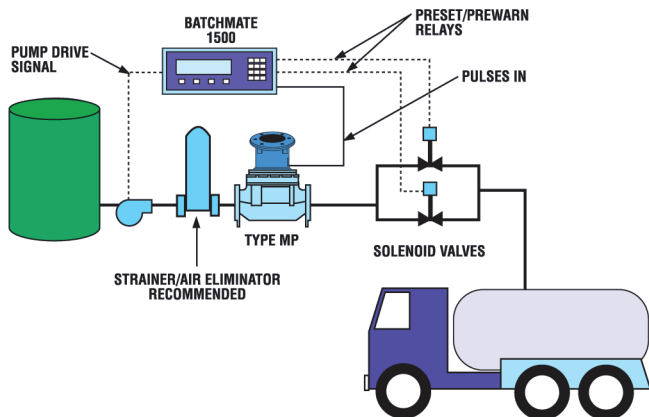 BATCHMATE
1500
PRESET/PREWARN
RELAYS
PUMP DRIVE
SIGNAL
PULSES IN
TYPE MP
SOLENOID VALVES
STRAINER/AIR ELIMINATOR
RECOMMENDED